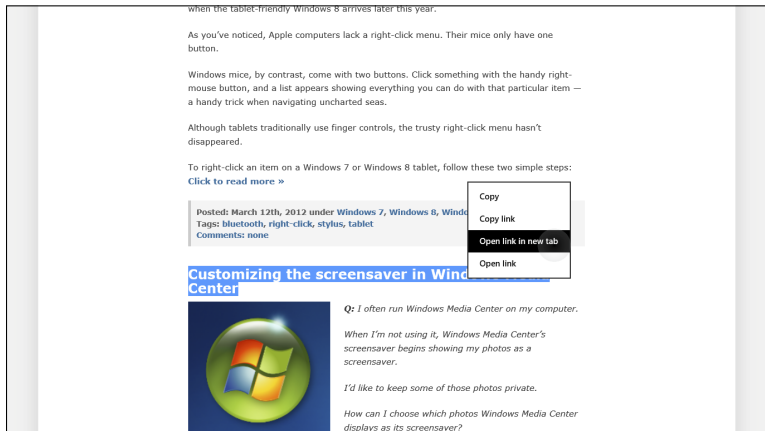 when the tablet-friendly Windows 8 arrives later this year.
As you've noticed, Apple computers lack a right-click menu. Their mice only have one
button.
Windows mice, by contrast, come with two buttons. Click something with the handy right-
mouse button, and a list appears showing everything you can do with that particular item —
a handy trick when navigating uncharted seas.
Although tablets traditionally use finger controls, the trusty right-click menu hasn't
disappeared.
To right-click an item on a Windows 7 or Windows 8 tablet, follow these two simple steps:
Click to read more »
Posted: March 12th, 2012 under Windows 7, Windows 8, Windo
Tags: bluetooth, right-click, stylus, tablet
Comments: none
Copy
Copy link
Open link in new tab
Open link
Customizing the screensaver in Wind
Center
Q: I often run Windows Media Center on my computer.
When I'm not using it, Windows Media Center's
screensaver begins showing my photos as a
screensaver.
I'd like to keep some of those photos private.
How can I choose which photos Windows Media Center
displays as its screensaver?